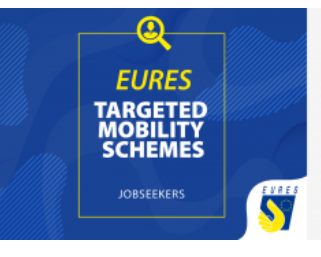 EURES
TARGETED
MOBILITY
SCHEMES
JOBSEEKERS
EURES